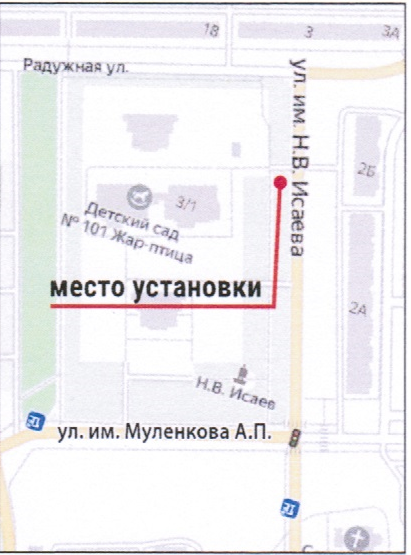 1В
3
3А
Радужная ул.
ул. им. Н.В. Исаева
2Б
3/1
Детский сад
№ 101 Жар-птица
место установки
2А
Н.В. Исаев
ул. им. Муленкова А.П.